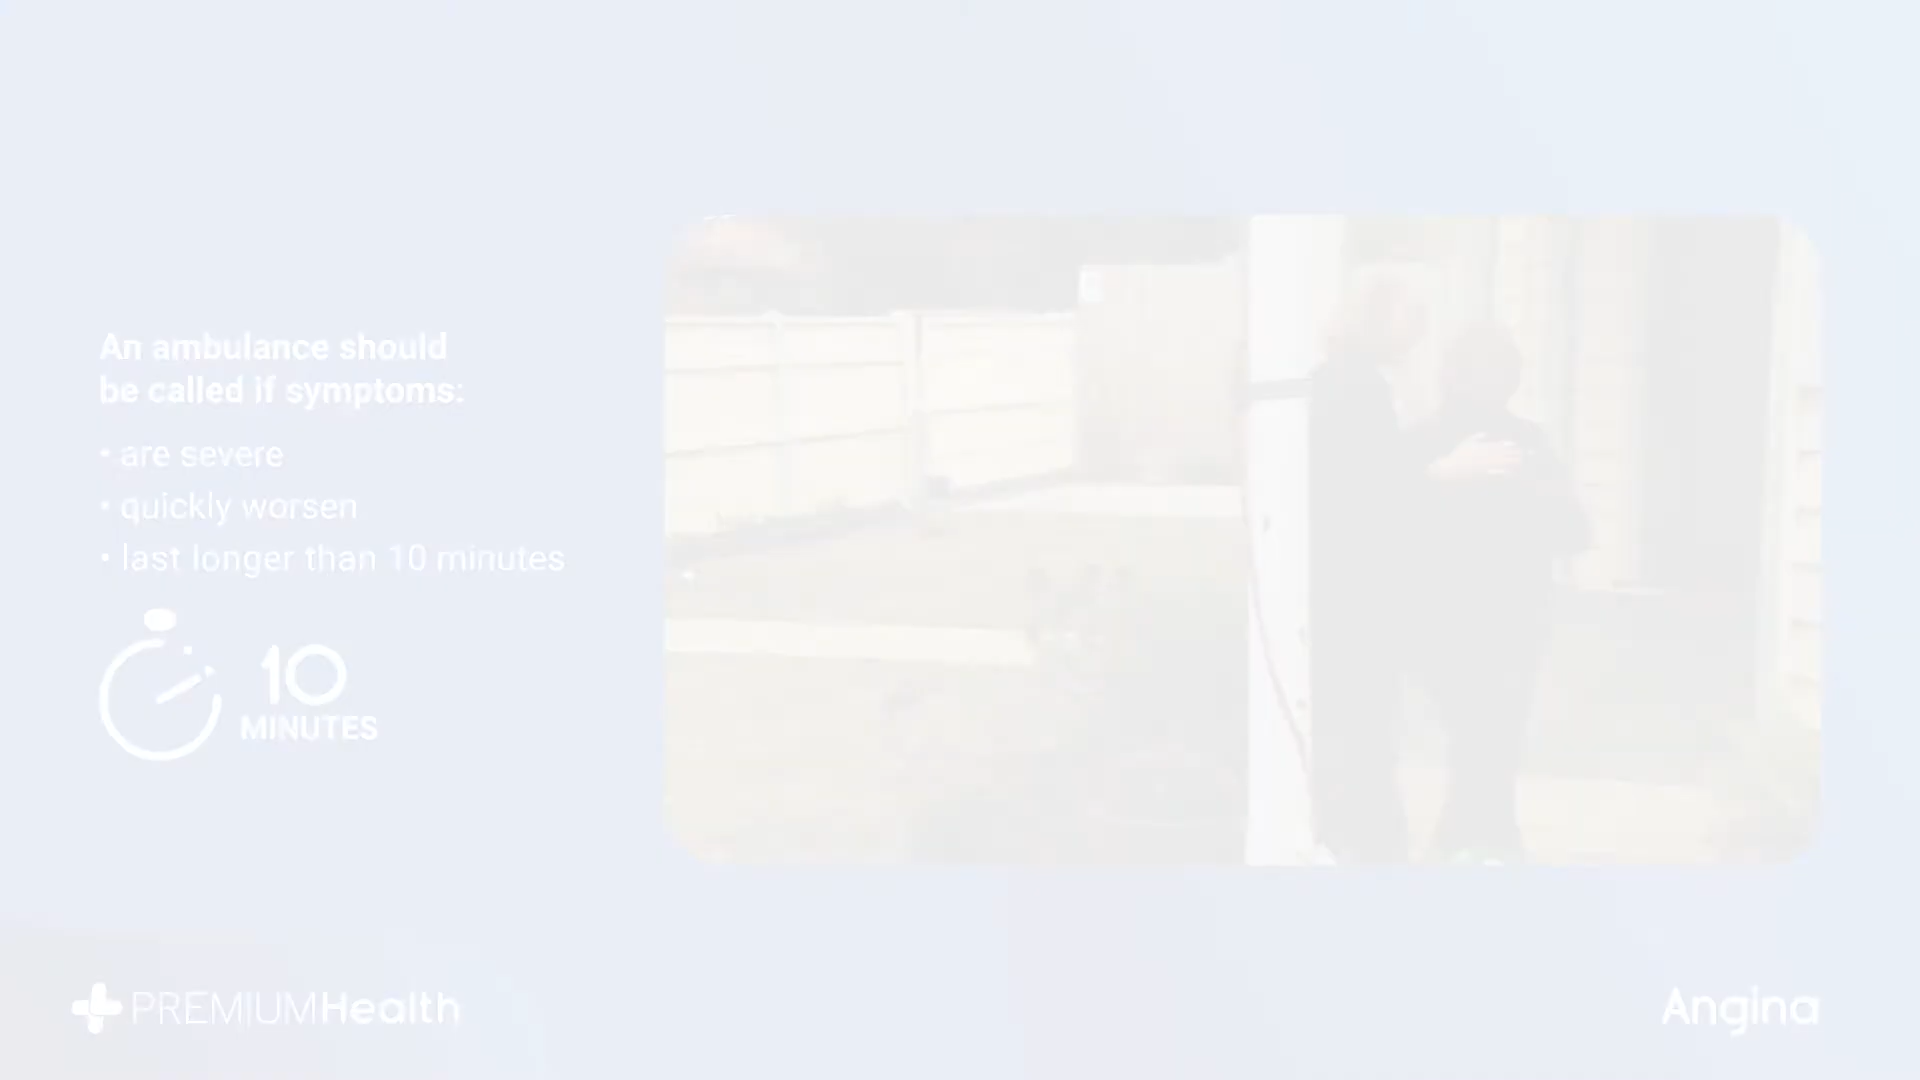 An ambulance should
be called if symptoms:
• are severe
• quickly worsen
• last longer than 10 minutes
10
MINUTES
PREMIUMHealth
Angina